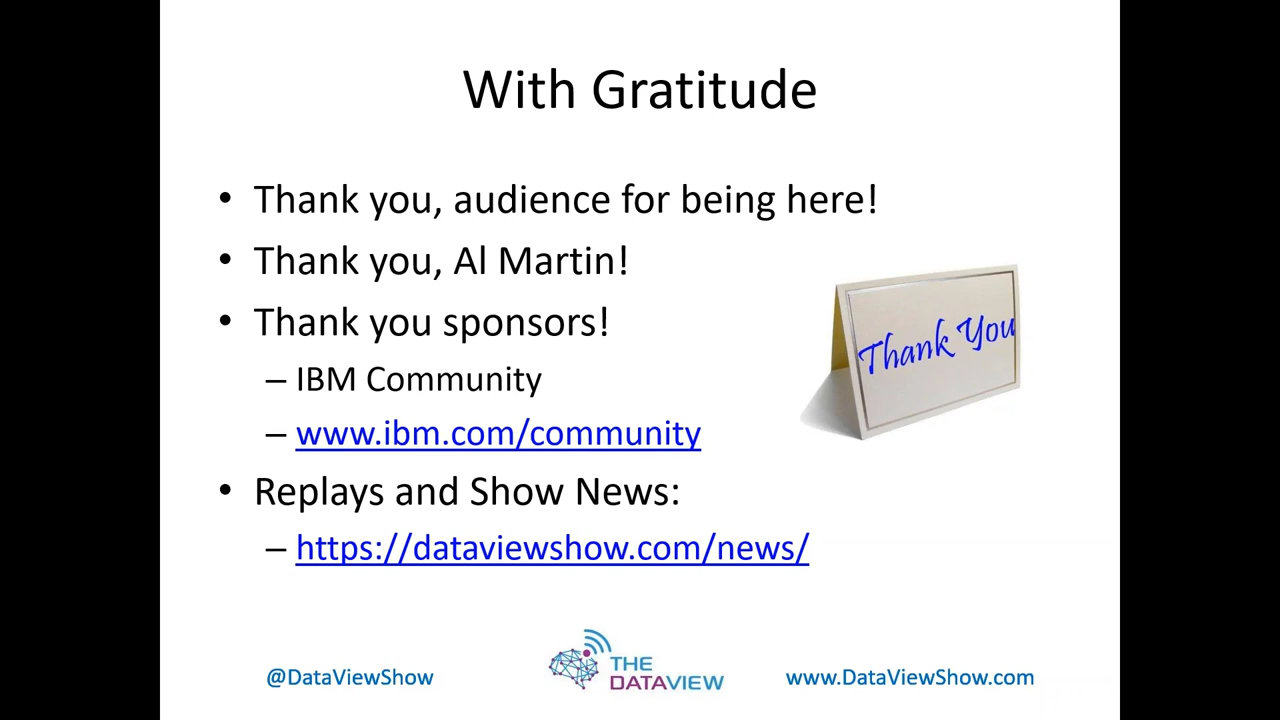 With Gratitude
• Thank you, audience for being here!
• Thank you, Al Martin!
• Thank you sponsors!
– IBM Community
– www.ibm.com/community
Thank You
• Replays and Show News:
– https://dataviewshow.com/news/
@DataViewShow
THE
DATAVIEW
www.DataViewShow.com